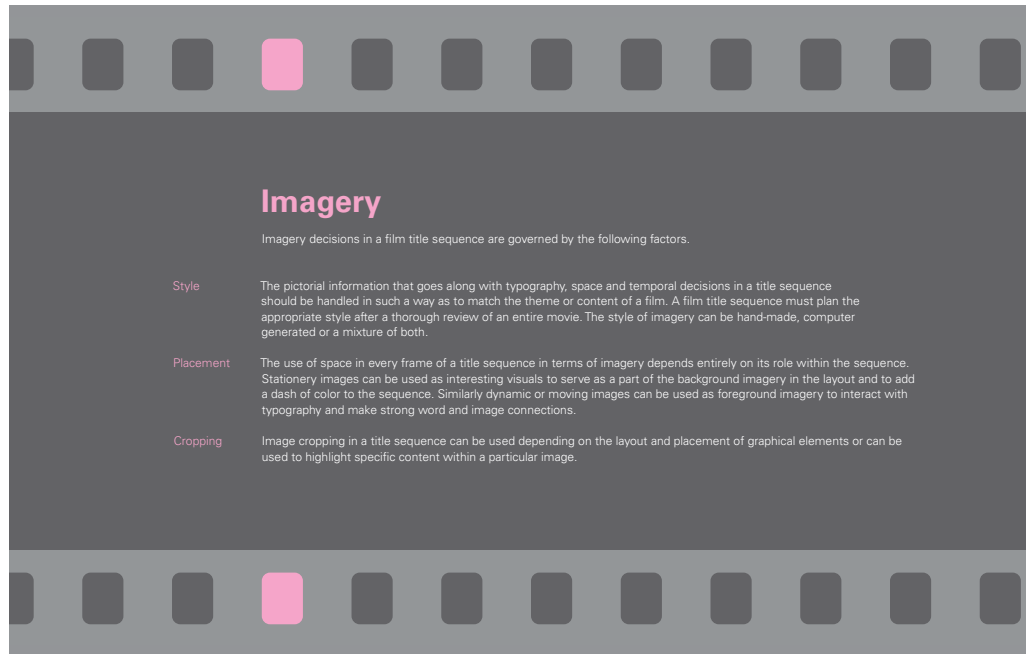 Imagery
Imagery decisions in a film title sequence are governed by the following factors.
Style
The pictorial information that goes along with typography, space and temporal decisions in a title sequence
should be handled in such a way as to match the theme or content of a film. A film title sequence must plan the
appropriate style after a thorough review of an entire movie. The style of imagery can be hand-made, computer
generated or a mixture of both.
Placement
The use of space in every frame of a title sequence in terms of imagery depends entirely on its role within the sequence.
Stationery images can be used as interesting visuals to serve as a part of the background imagery in the layout and to add
a dash of color to the sequence. Similarly dynamic or moving images can be used as foreground imagery to interact with
typography and make strong word and image connections.
Cropping
Image cropping in a title sequence can be used depending on the layout and placement of graphical elements or can be
used to highlight specific content within a particular image.